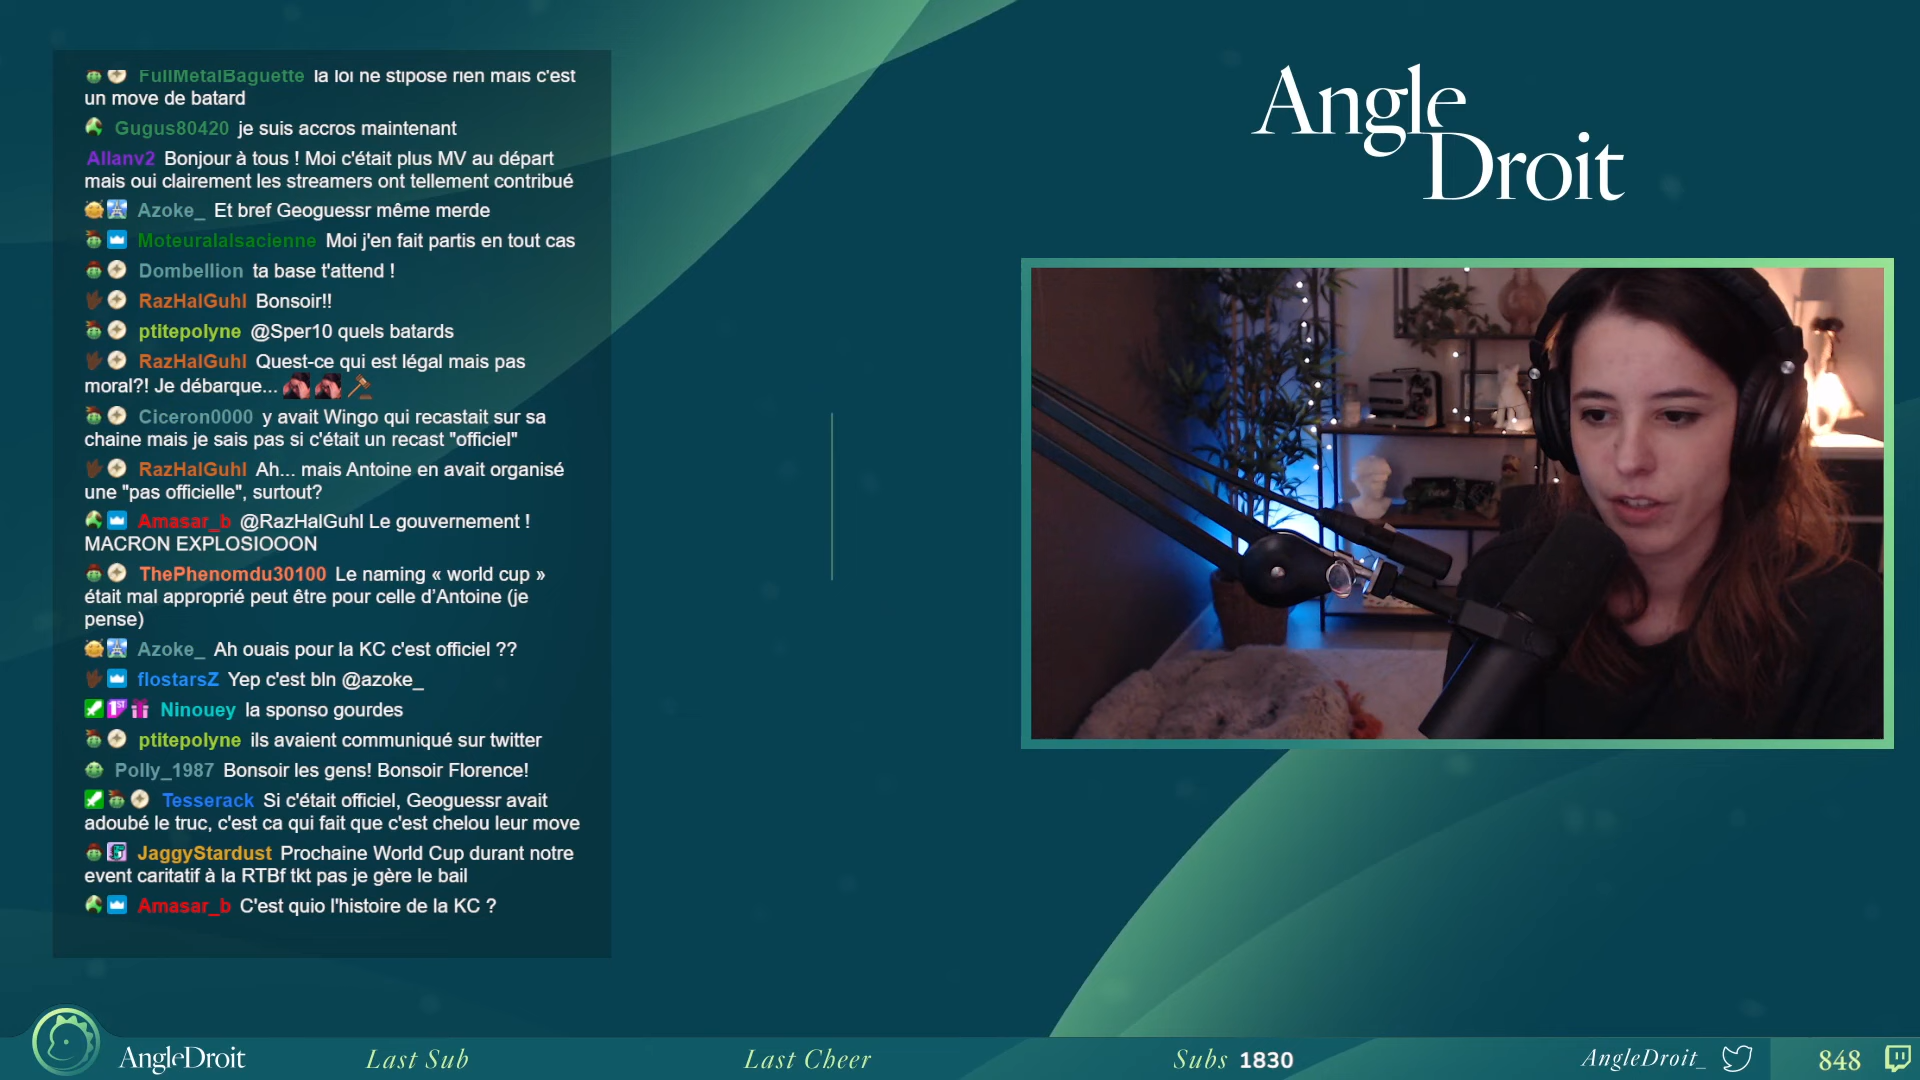 FullMetalBaguette la loi ne stipose rien mais c'est
un move de batard
Gugus80420 je suis accros maintenant
Allanv2 Bonjour à tous ! Moi c'était plus MV au départ
mais oui clairement les streamers ont tellement contribué
Azoke_ Et bref Geoguessr même merde
Moteuralalsacienne Moi j'en fait partis en tout cas
Dombellion ta base t'attend !
RazHalGuhl Bonsoir!!
ptitepolyne @Sper10 quels batards
RazHalGuhl Quest-ce qui est légal mais pas
moral?! Je débarque...
Ciceron0000 y avait Wingo qui recastait sur sa
chaine mais je sais pas si c'était un recast "officiel"
RazHalGuhl Ah... mais Antoine en avait organisé
une "pas officielle", surtout?
Amasar_b @RazHalGuhl Le gouvernement !
MACRON EXPLOSIOOON
ThePhenomdu30100 Le naming « world cup »
était mal approprié peut être pour celle d’Antoine (je
pense)
Azoke_ Ah ouais pour la KC c'est officiel ??
flostarsZ Yep c'est bln @azoke_
1ST Ninouey la sponso gourdes
ptitepolyne ils avaient communiqué sur twitter
Polly_1987 Bonsoir les gens! Bonsoir Florence!
Tesserack Si c'était officiel, Geoguessr avait
adoubé le truc, c'est ca qui fait que c'est chelou leur move
JaggyStardust Prochaine World Cup durant notre
event caritatif à la RTBf tkt pas je gère le bail
Amasar_b C'est quio l'histoire de la KC ?
Angle
Droit
AngleDroit
Last Sub
Last Cheer
Subs 1830
AngleDroit_
848